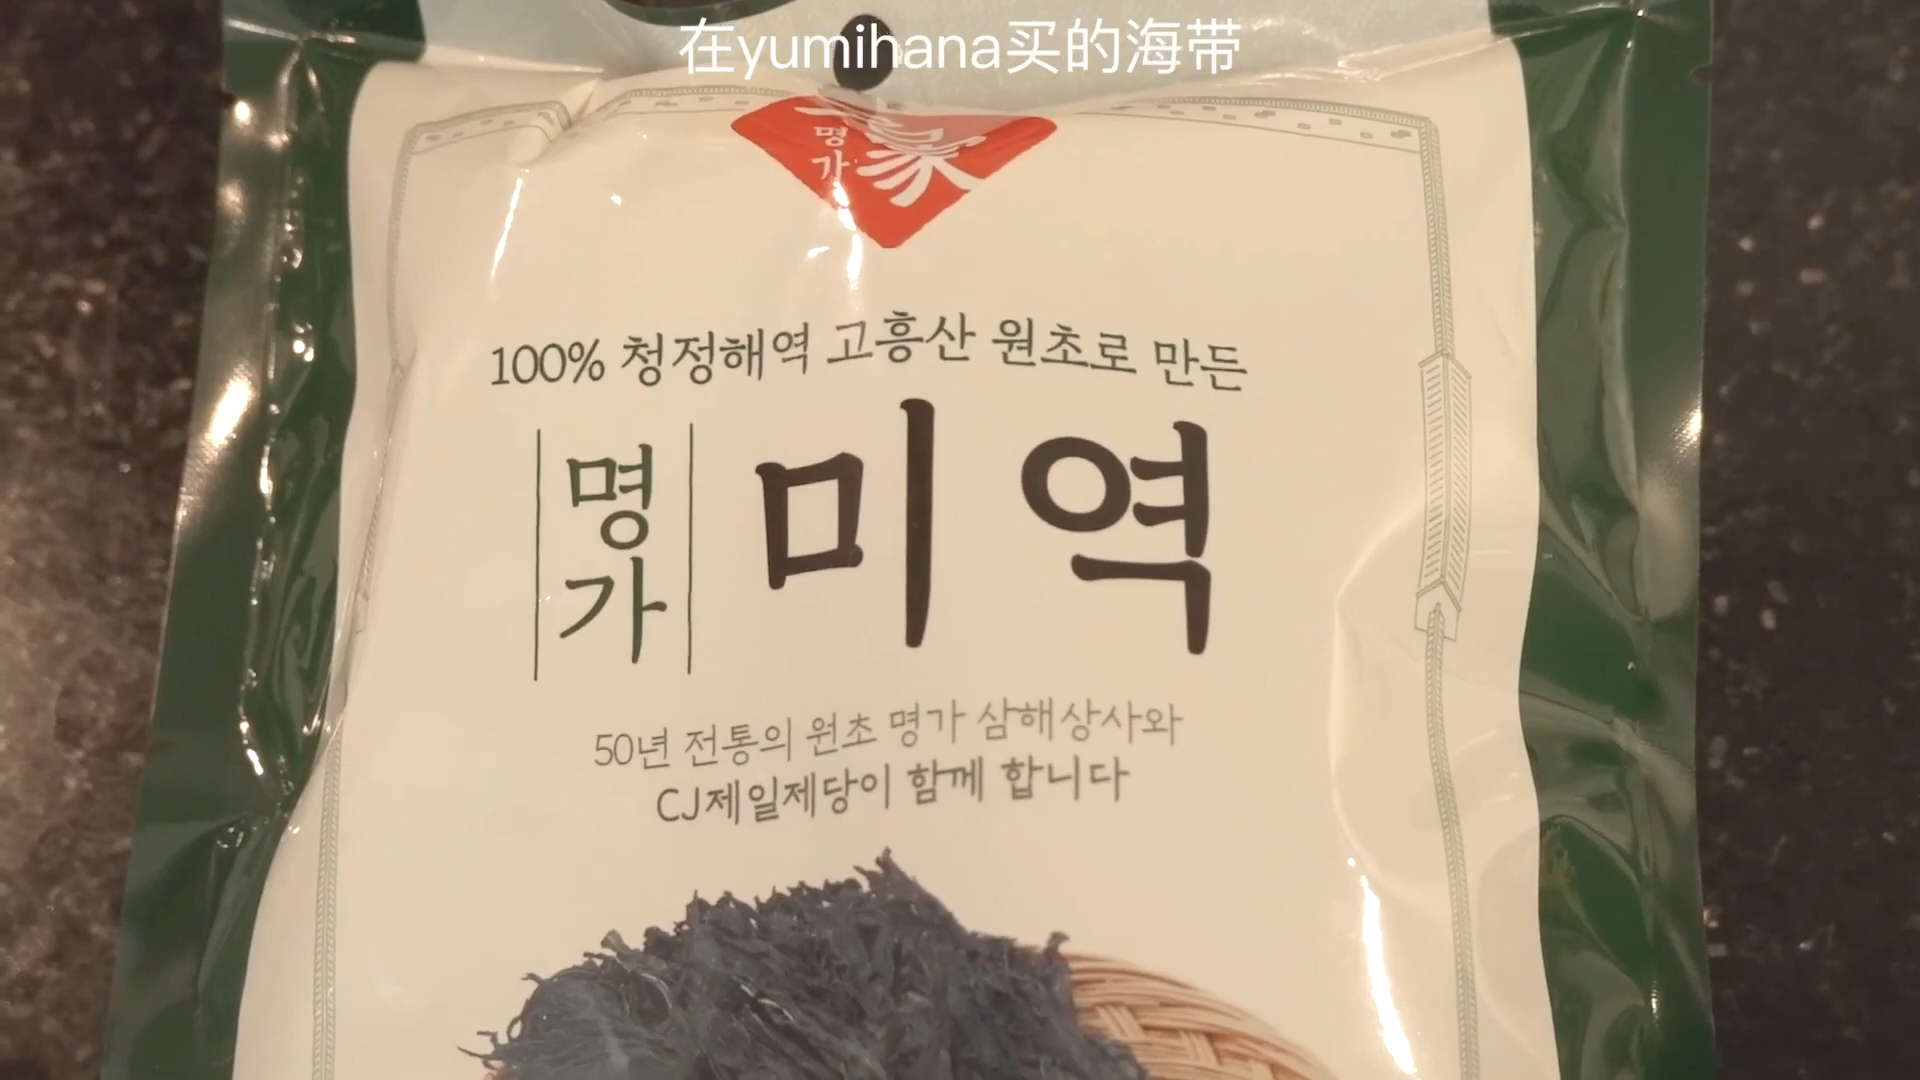 在yumihana买的海带
명가
100% 청정해역 고흥산 원초로 만든
명가 미역
50년 전통의 원초 명가 삼해상사와
CJ제일제당이 함께 합니다